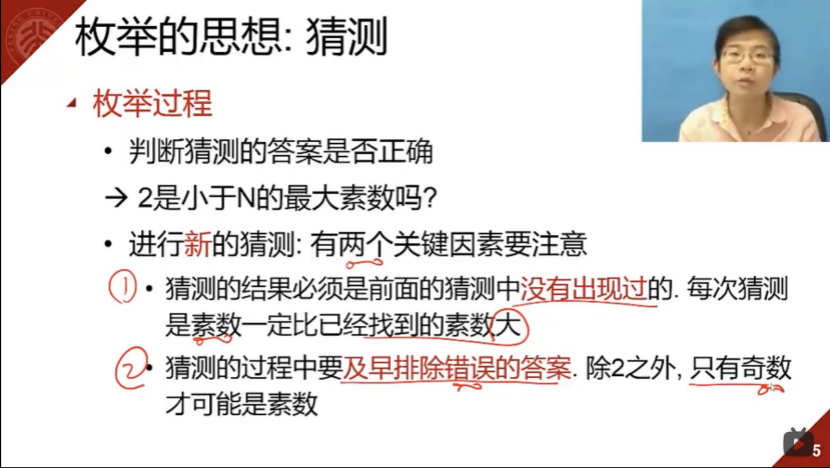 枚举的思想: 猜测
枚举过程
• 判断猜测的答案是否正确
→ 2是小于N的最大素数吗?
• 进行新的猜测: 有两个关键因素要注意
① • 猜测的结果必须是前面的猜测中没有出现过的. 每次猜测
是素数一定比已经找到的素数大
② • 猜测的过程中要及早排除错误的答案. 除2之外, 只有奇数
才可能是素数
5